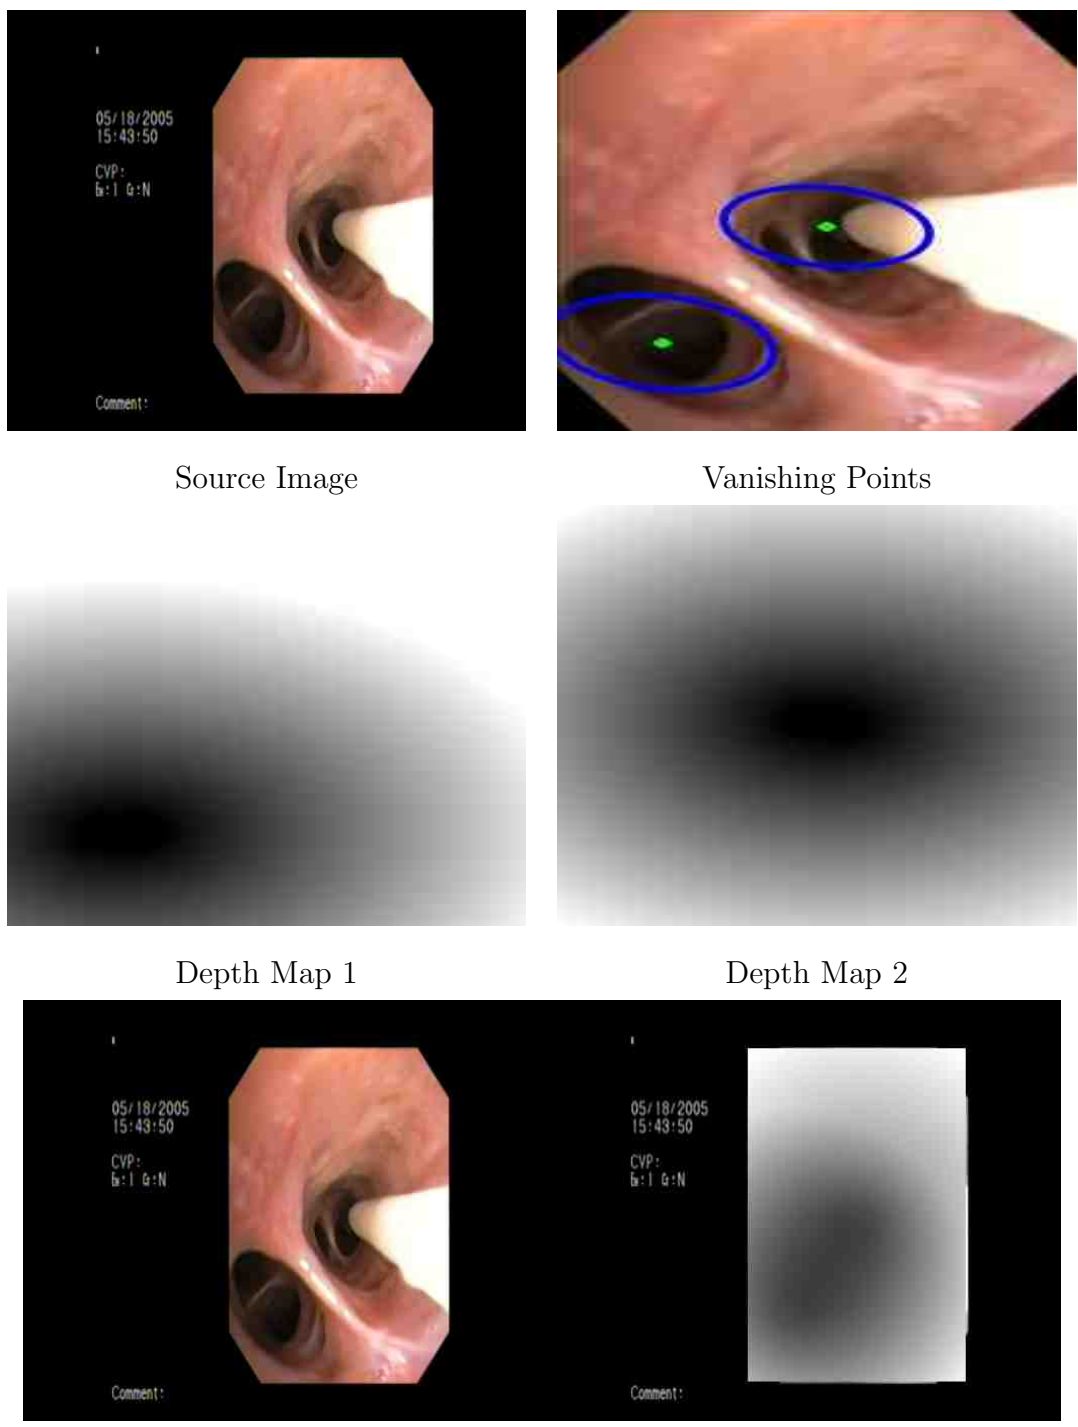 05/18/2005
15:43:50
CVP:
Comment:
Source Image
Vanishing Points
Depth Map 1
Depth Map 2
05/18/2005
15:43:50
CVP:
Comment:
05/18/2005
15:43:50
CVP:
Comment: